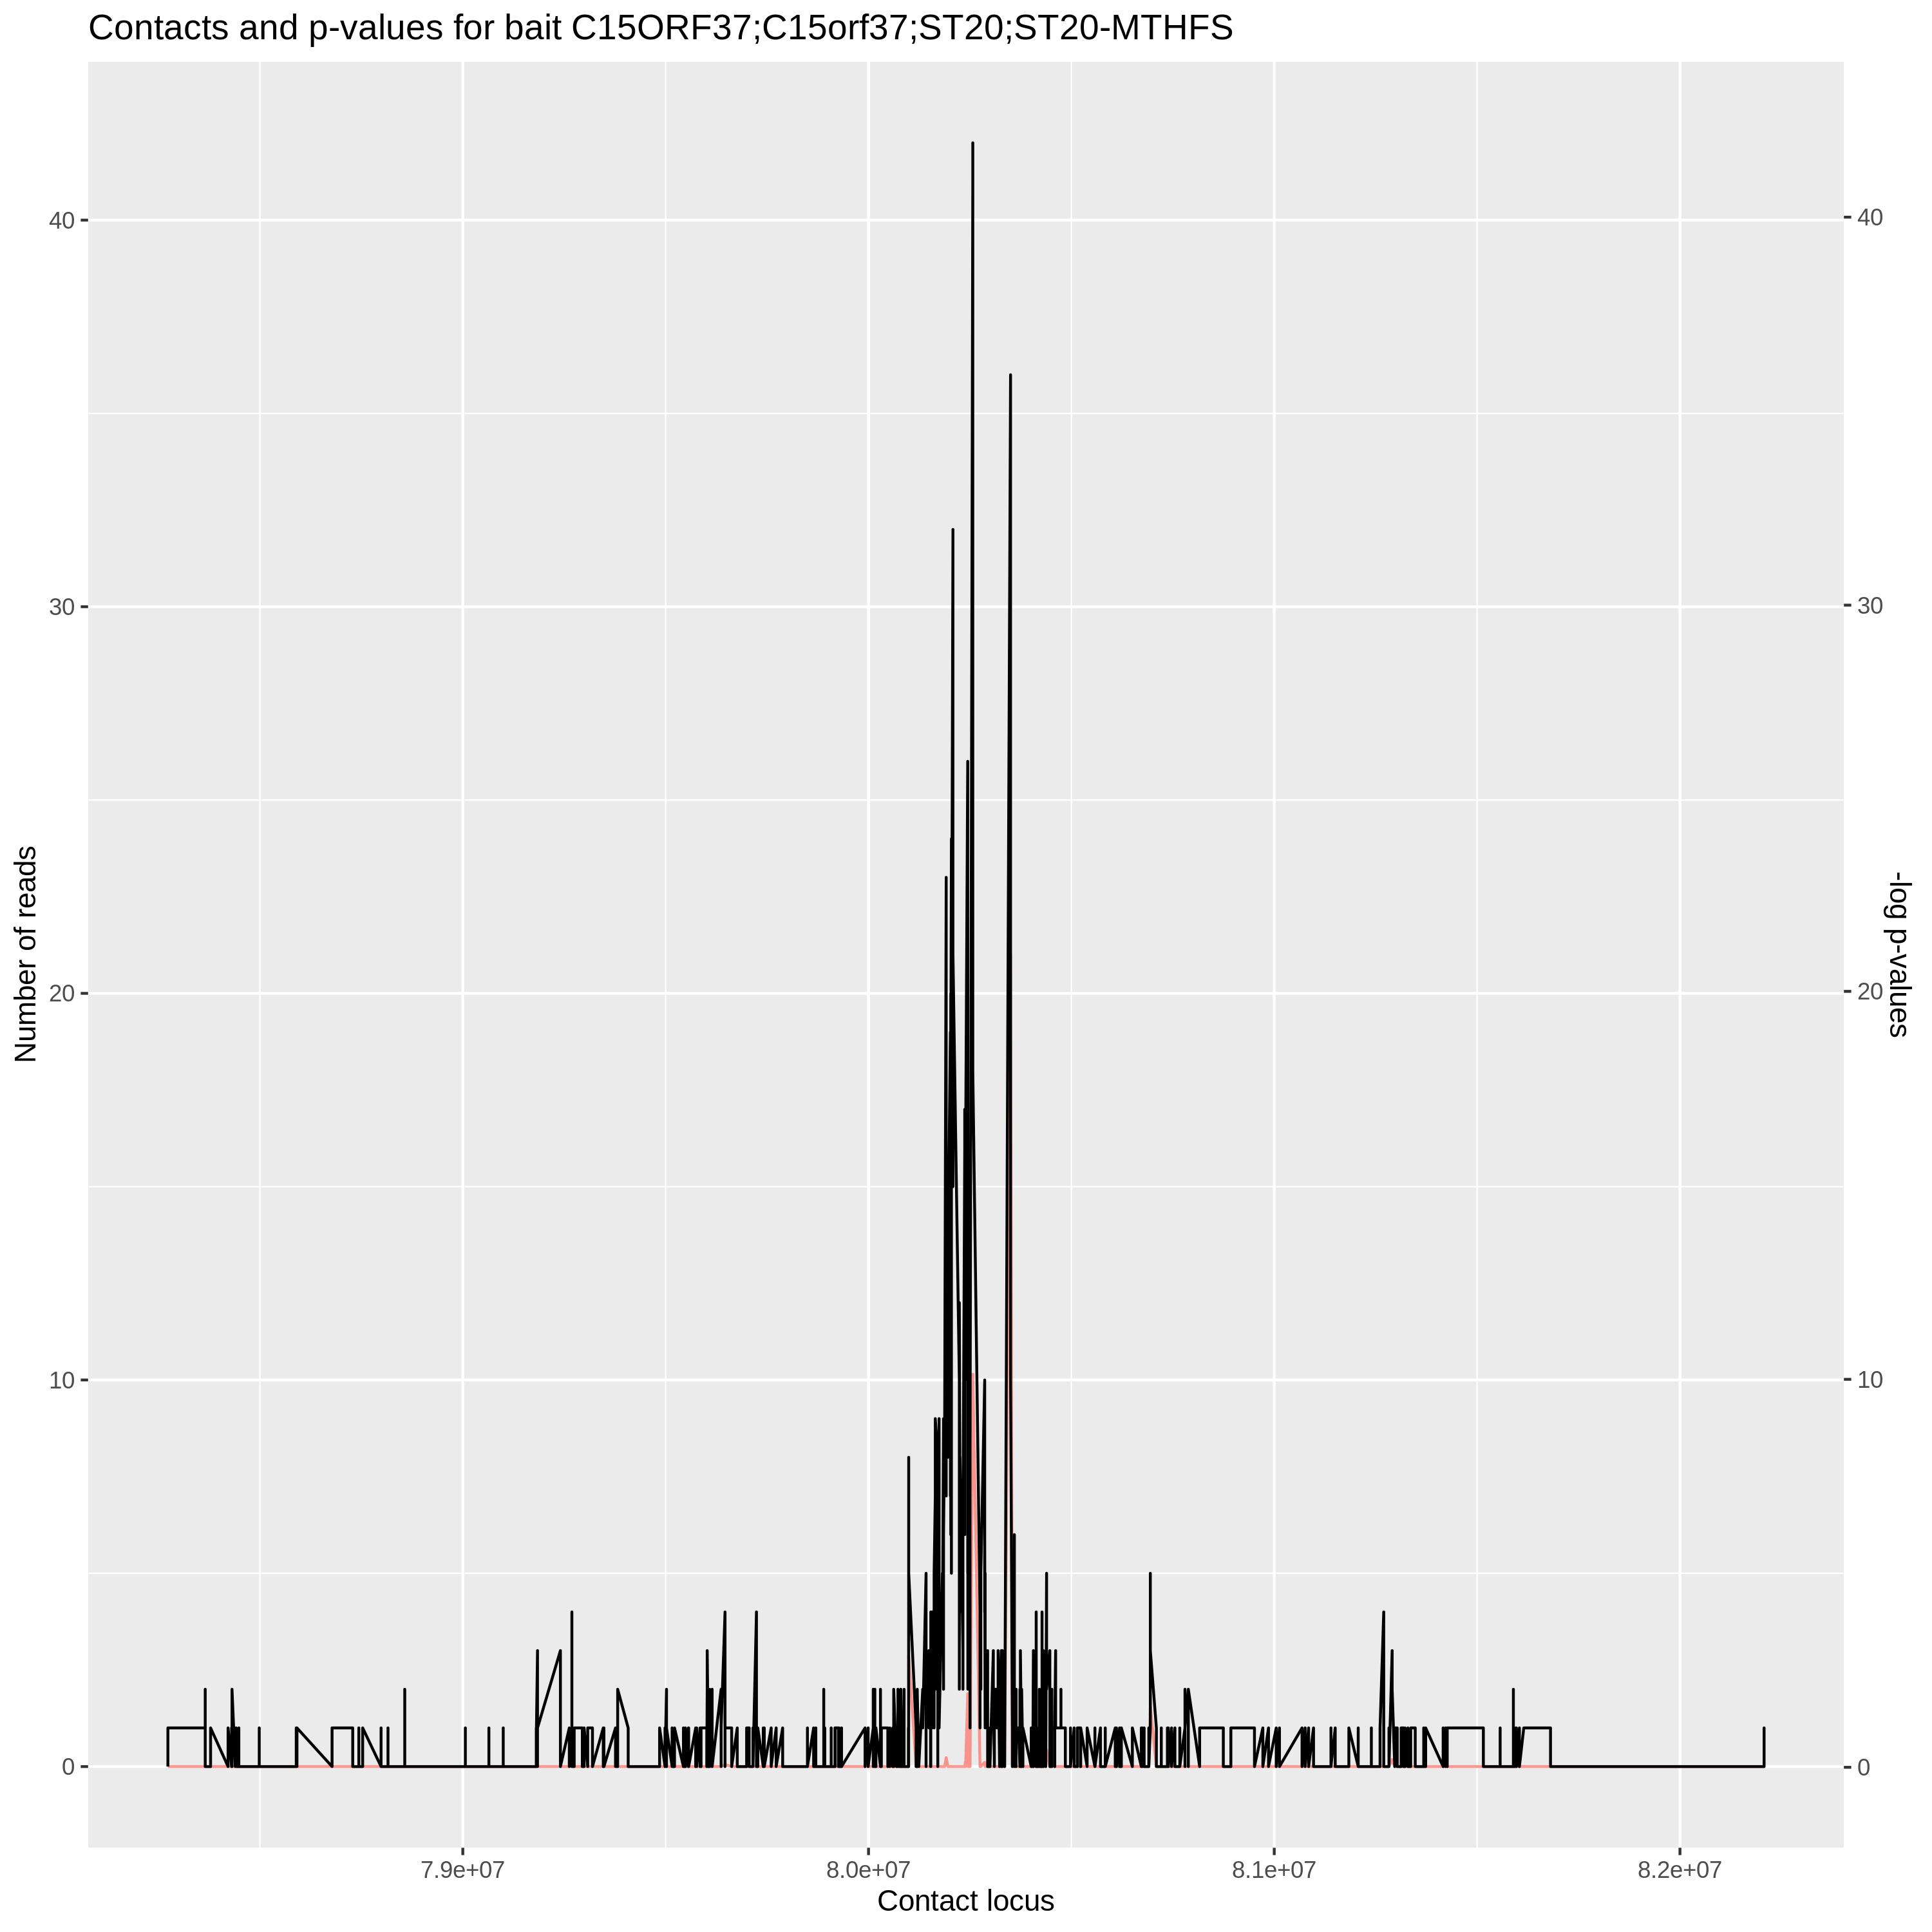 Contacts and p-values for bait C15ORF37;C15orf37;ST20;ST20-MTHFS
40
30
20
10
0
Number of reads
40
30
20
10
0
-log p-values
7.9e+07
8.0e+07
8.1e+07
8.2e+07
Contact locus